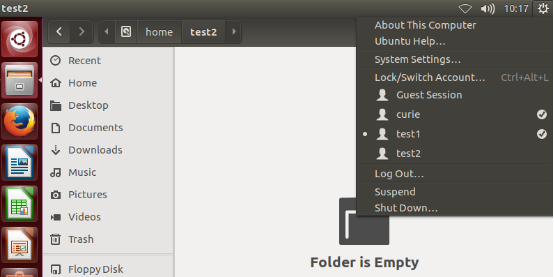 test2
10:17
home
test2
Recent
Home
Desktop
Documents
Downloads
Music
Pictures
Videos
Trash
Floppy Disk
Folder is Empty
About This Computer
Ubuntu Help…
System Settings…
Lock/Switch Account… Ctrl+Alt+L
Guest Session
curie
test1
test2
Log Out…
Suspend
Shut Down…